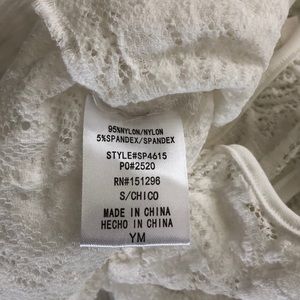 95%NYLON/NYLON
5%SPANDEX/SPANDEX
STYLE#SP4615
PO#2520
RN#151296
S/CHICO
MADE IN CHINA
HECHO IN CHINA
YM